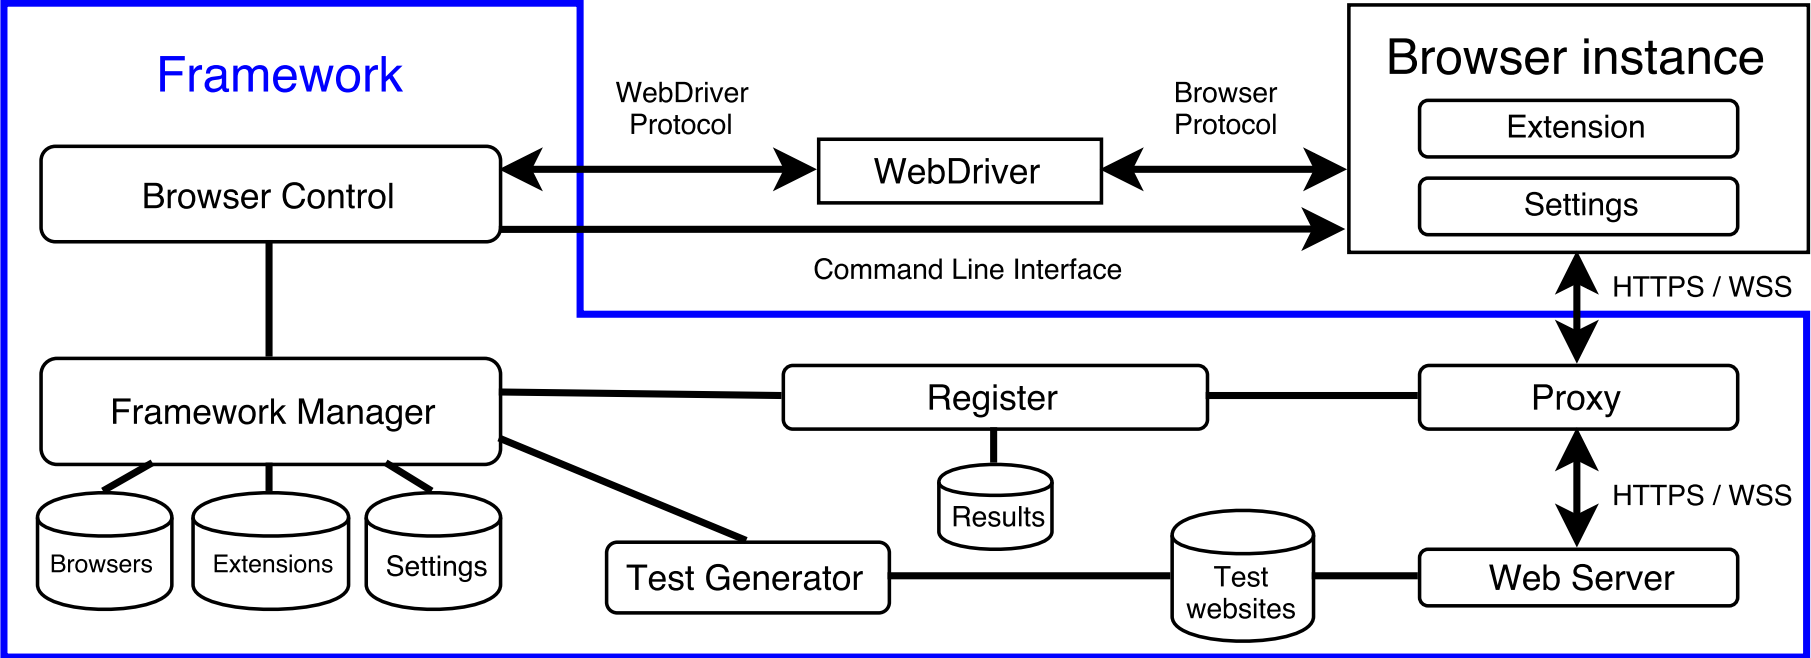 Framework
WebDriver
Protocol
Browser
Protocol
Browser instance
Extension
Settings
Browser Control
WebDriver
Command Line Interface
HTTPS / WSS
Framework Manager
Register
Proxy
Browsers
Extensions
Settings
Results
HTTPS / WSS
Test Generator
Test
websites
Web Server